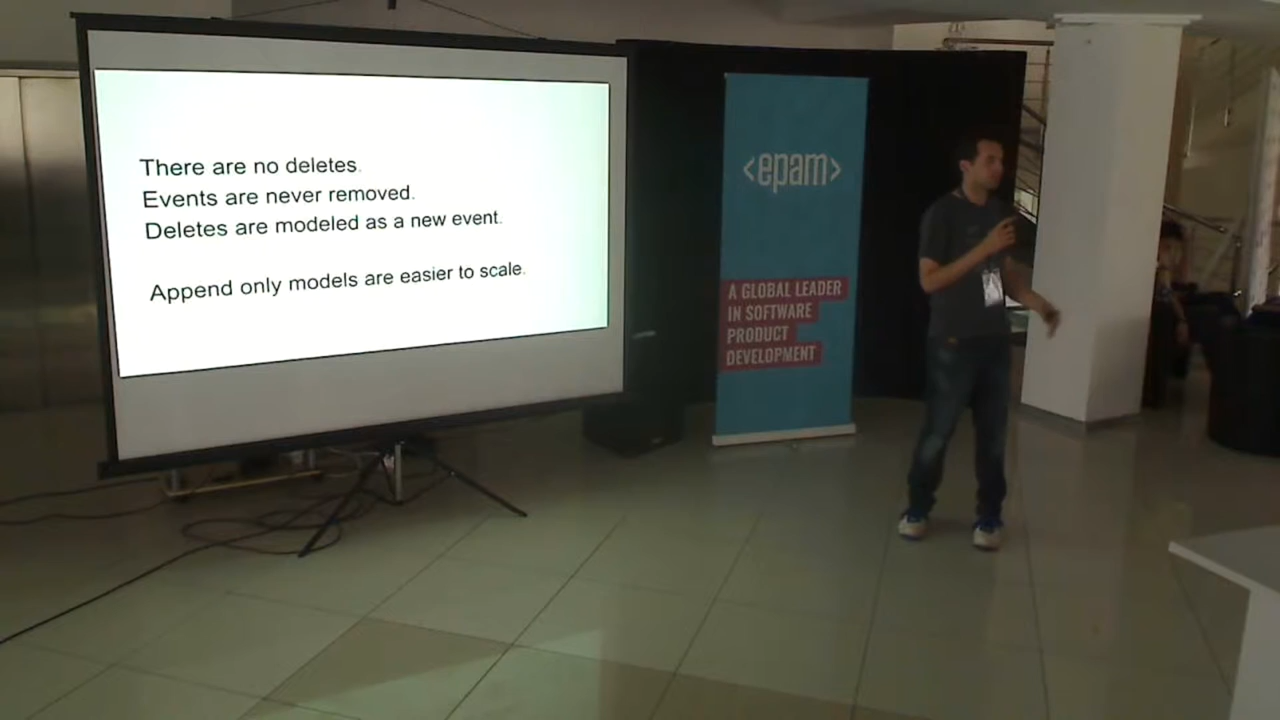 There are no deletes.
Events are never removed.
Deletes are modeled as a new event.
Append only models are easier to scale.
<epam>
A GLOBAL LEADER
IN SOFTWARE
PRODUCT
DEVELOPMENT